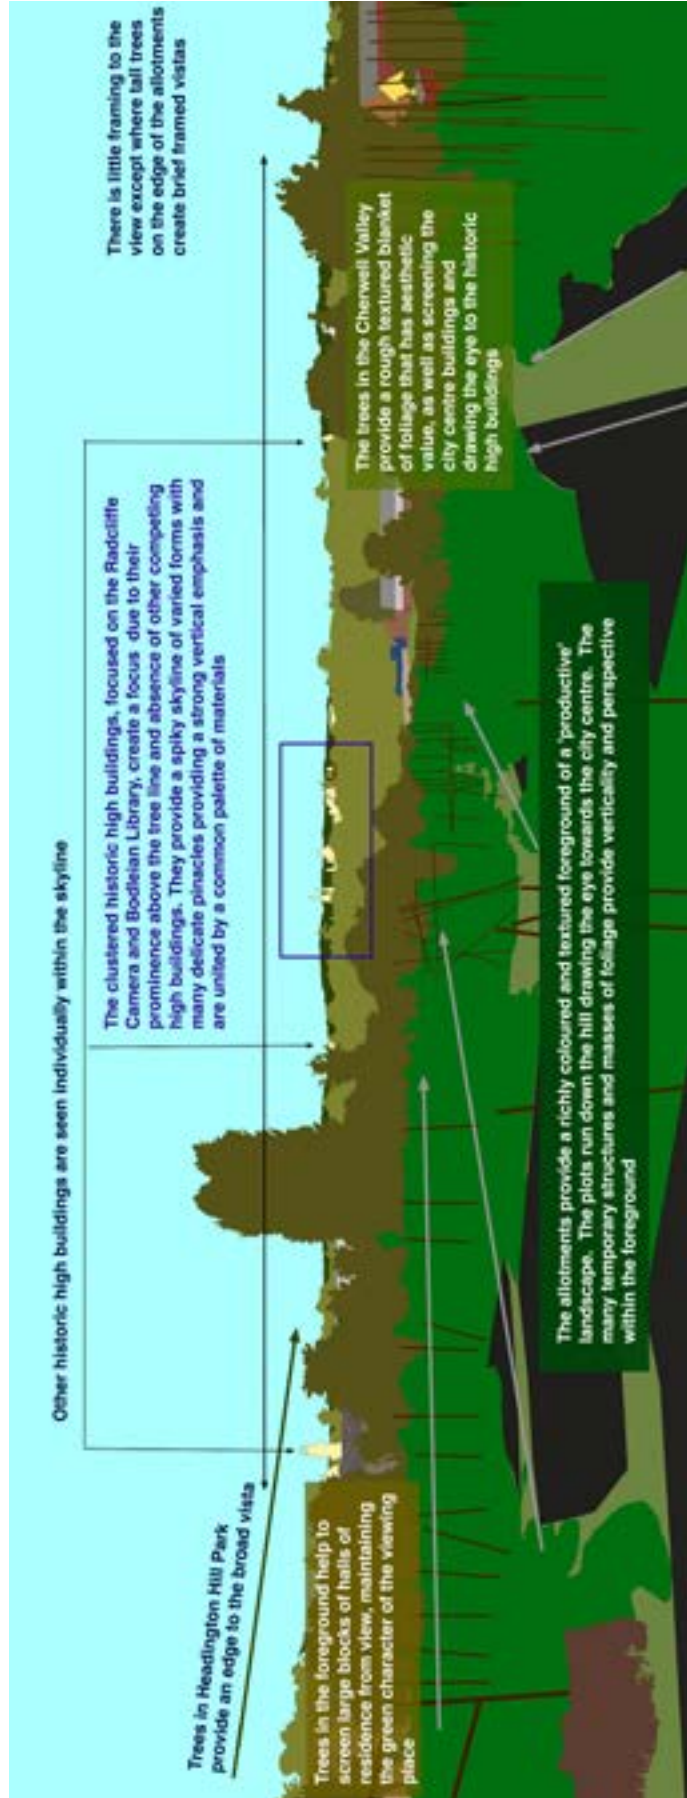 Other historic high buildings are seen individually within the skyline
Trees in Headington Hill Park
provide an edge to the broad vista
The clustered historic high buildings, focused on the Radcliffe
Camera and Bodleian Library, create a focus due to their
prominence above the tree line and absence of other competing
high buildings. They provide a spiky skyline of varied forms with
many delicate pinacles providing a strong vertical emphasis and
are united by a common palette of materials
There is little framing to the
view except where tall trees
on the edge of the allotments
create brief framed vistas
Trees in the foreground help to
screen large blocks of halls of
residence from view, maintaining
the green character of the viewing
place
The trees in the Cherwell Valley
provide a rough textured blanket
of foliage that has aesthetic
value, as well as screening the
city centre buildings and
drawing the eye to the historic
high buildings
The allotments provide a richly coloured and textured foreground of a 'productive'
landscape. The plots run down the hill drawing the eye towards the city centre. The
many temporary structures and masses of foliage provide verticality and perspective
within the foreground